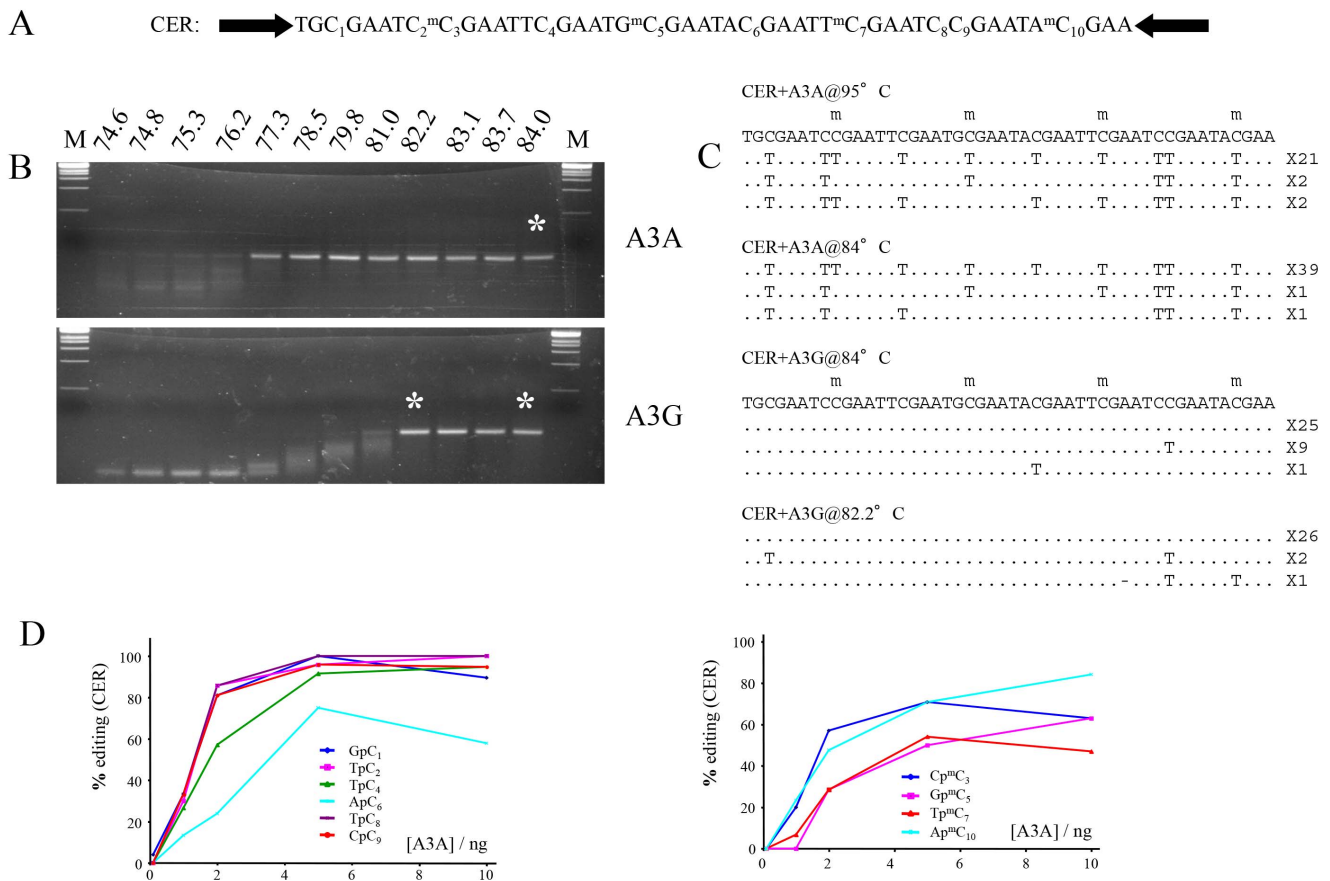 A
CER: TGC₁GAATC₂ᵐC₃GAATTC₄GAATGᵐC₅GAATAC₆GAATTᵐC₇GAATC₈C₉GAATAᵐC₁₀GAA
B
M 74.6 74.8 75.3 76.2 77.3 78.5 79.8 81.0 82.2 83.1 83.7 84.0 M
*
A3A
* *
A3G
C
CER+A3A@95° C
m m m m
TGCGAATCCGAATTCGAATGCGAATACGAATTCGAATCCGAATACGAA
..T....TT.....T.....T.....T.....T....TT.....T... X21
..T....T............T................TT.....T... X2
..T....TT.....T...........T.....T....TT.....T... X2
CER+A3A@84° C
..T....TT.....T.....T.....T.....T....TT.....T... X39
..T....T............T...........T....TT.....T... X1
..T....T......T......................TT.....T... X1
CER+A3G@84° C
m m m m
TGCGAATCCGAATTCGAATGCGAATACGAATTCGAATCCGAATACGAA
................................................ X25
......................................T......... X9
..........................T..................... X1
CER+A3G@82.2° C
................................................ X26
..T...................................T......... X2
..................................-...T.....T... X1
D
% editing (CER)
100
80
60
40
20
0
0 2 4 6 8 10
GpC₁
TpC₂
TpC₄
ApC₆
TpC₈
CpC₉
[A3A] / ng
% editing (CER)
100
80
60
40
20
0
0 2 4 6 8 10
CpᵐC₃
GpᵐC₅
TpᵐC₇
ApᵐC₁₀
[A3A] / ng